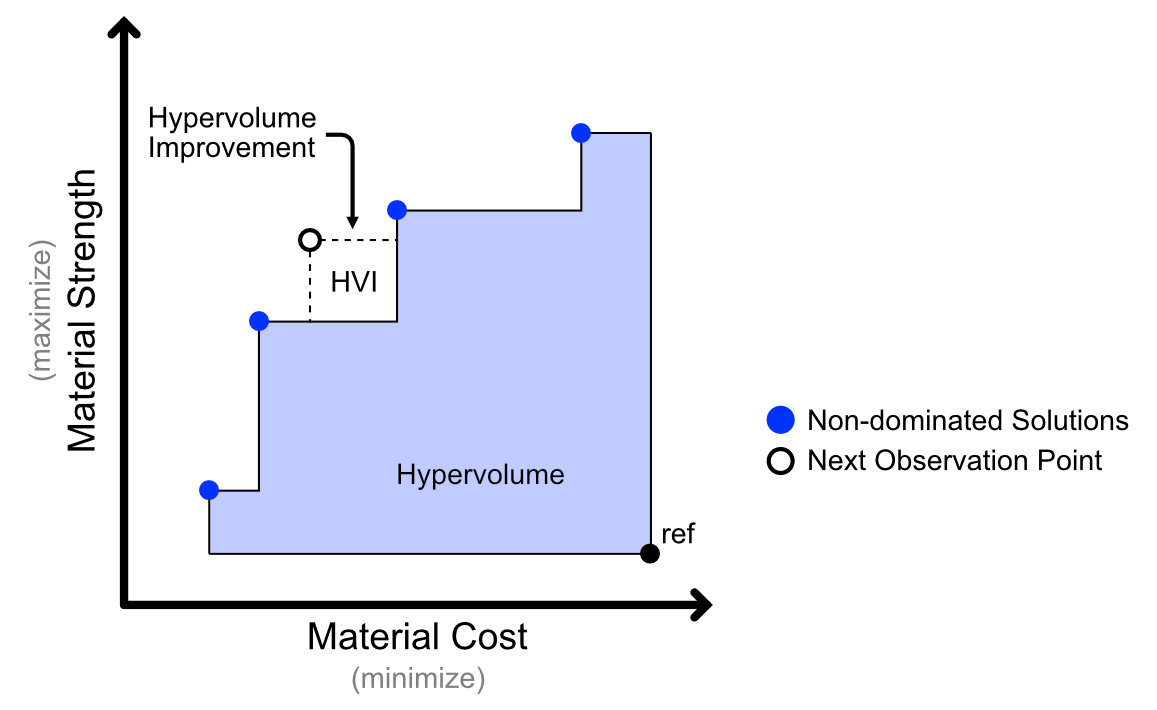 Hypervolume
Improvement
HVI
Hypervolume
ref
Material Strength
(maximize)
Material Cost
(minimize)
Non-dominated Solutions
Next Observation Point